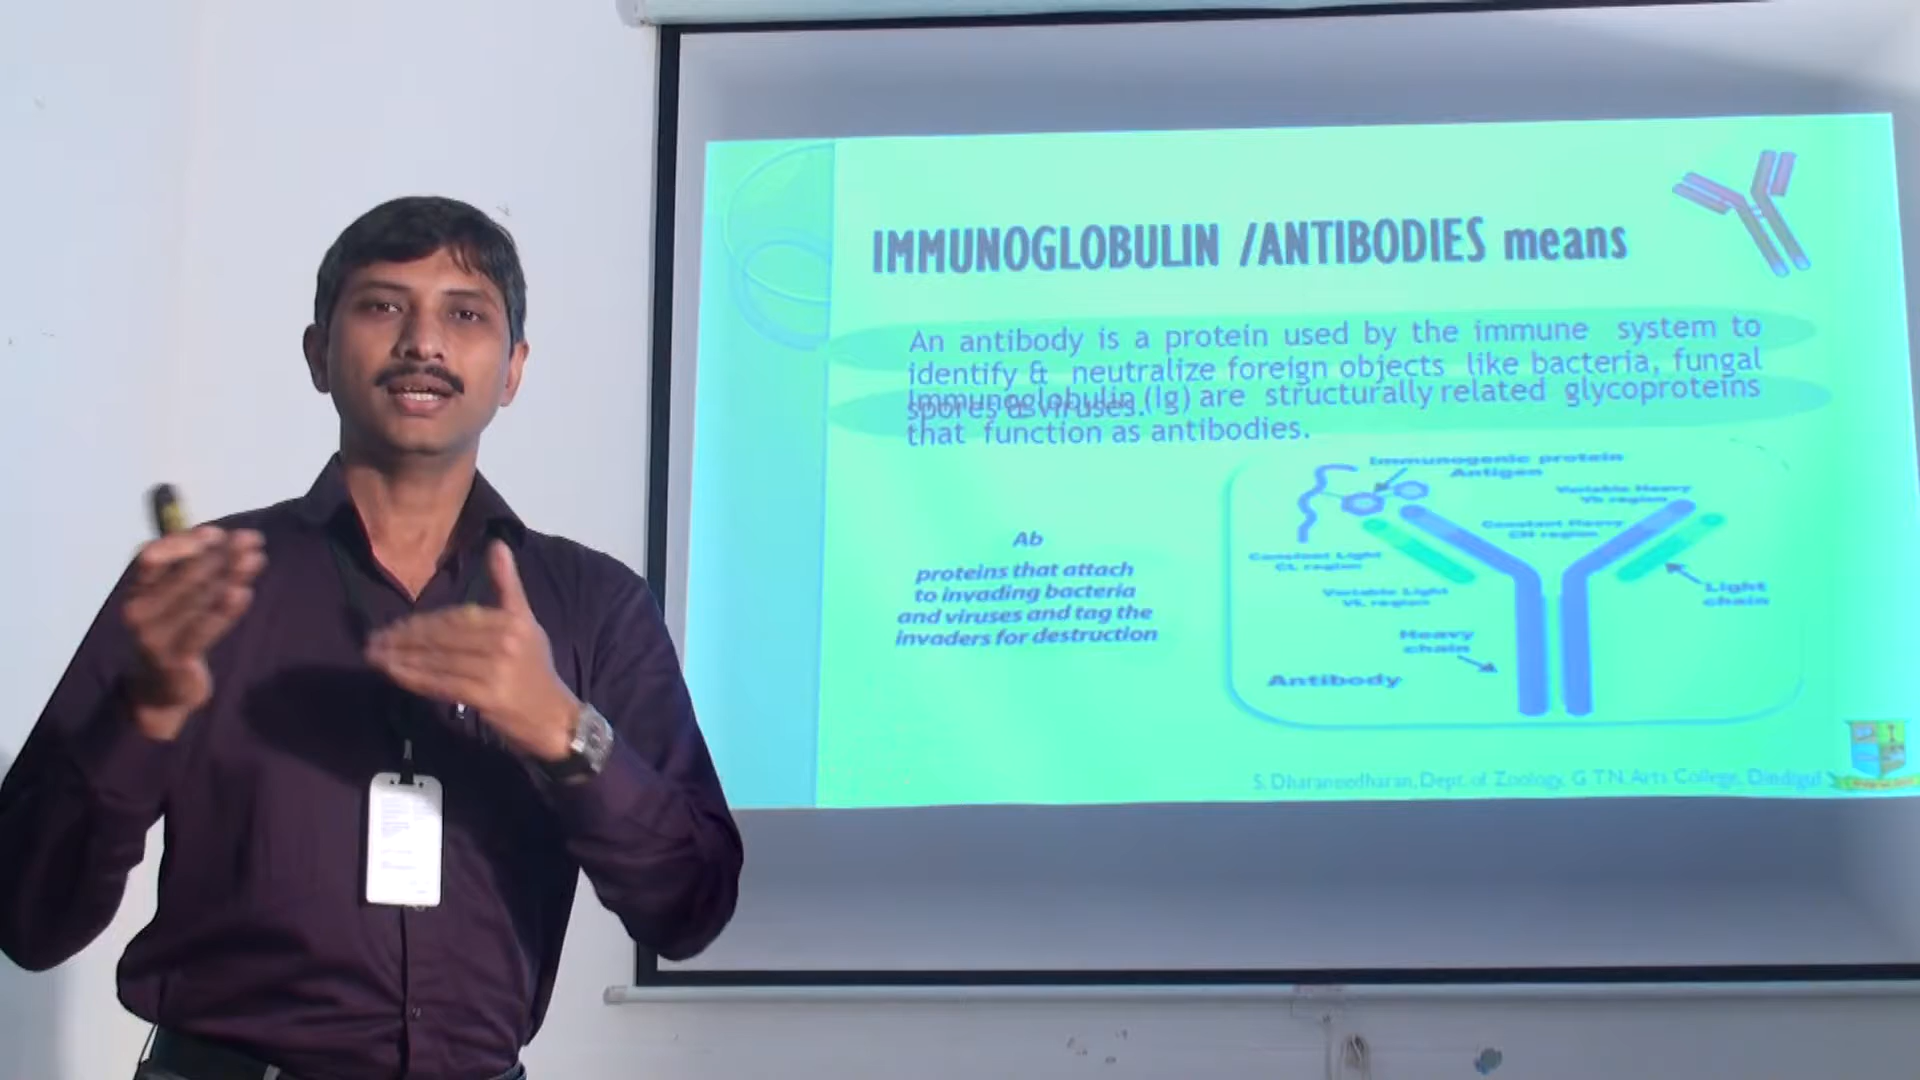 IMMUNOGLOBULIN /ANTIBODIES means
An antibody is a protein used by the immune system to
identify & neutralize foreign objects like bacteria, fungal
spores & viruses.
Immunoglobulin (Ig) are structurally related glycoproteins
that function as antibodies.
Immunogenic protein
Antigen
Variable Heavy
Vh region
Constant Heavy
CH region
Constant Light
CL region
Variable Light
VL region
Light
chain
Heavy
chain
Antibody
Ab
proteins that attach
to invading bacteria
and viruses and tag the
invaders for destruction
S. Dharaneedharan, Dept. of Zoology, G.T.N. Arts College, Dindigul